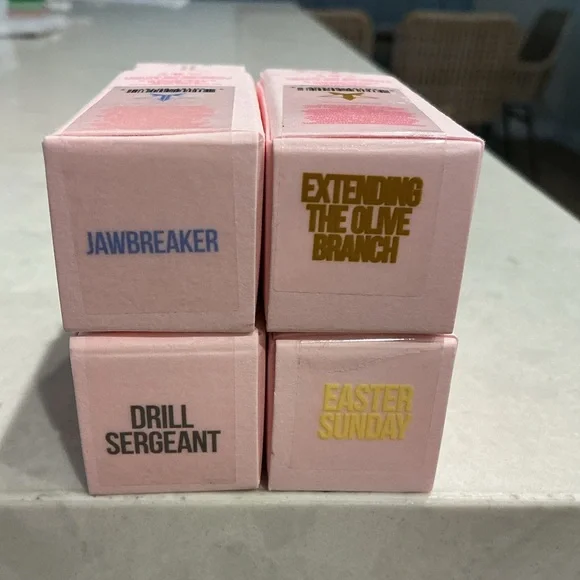 JAWBREAKER
EXTENDING
THE OLIVE
BRANCH
DRILL
SERGEANT
EASTER
SUNDAY